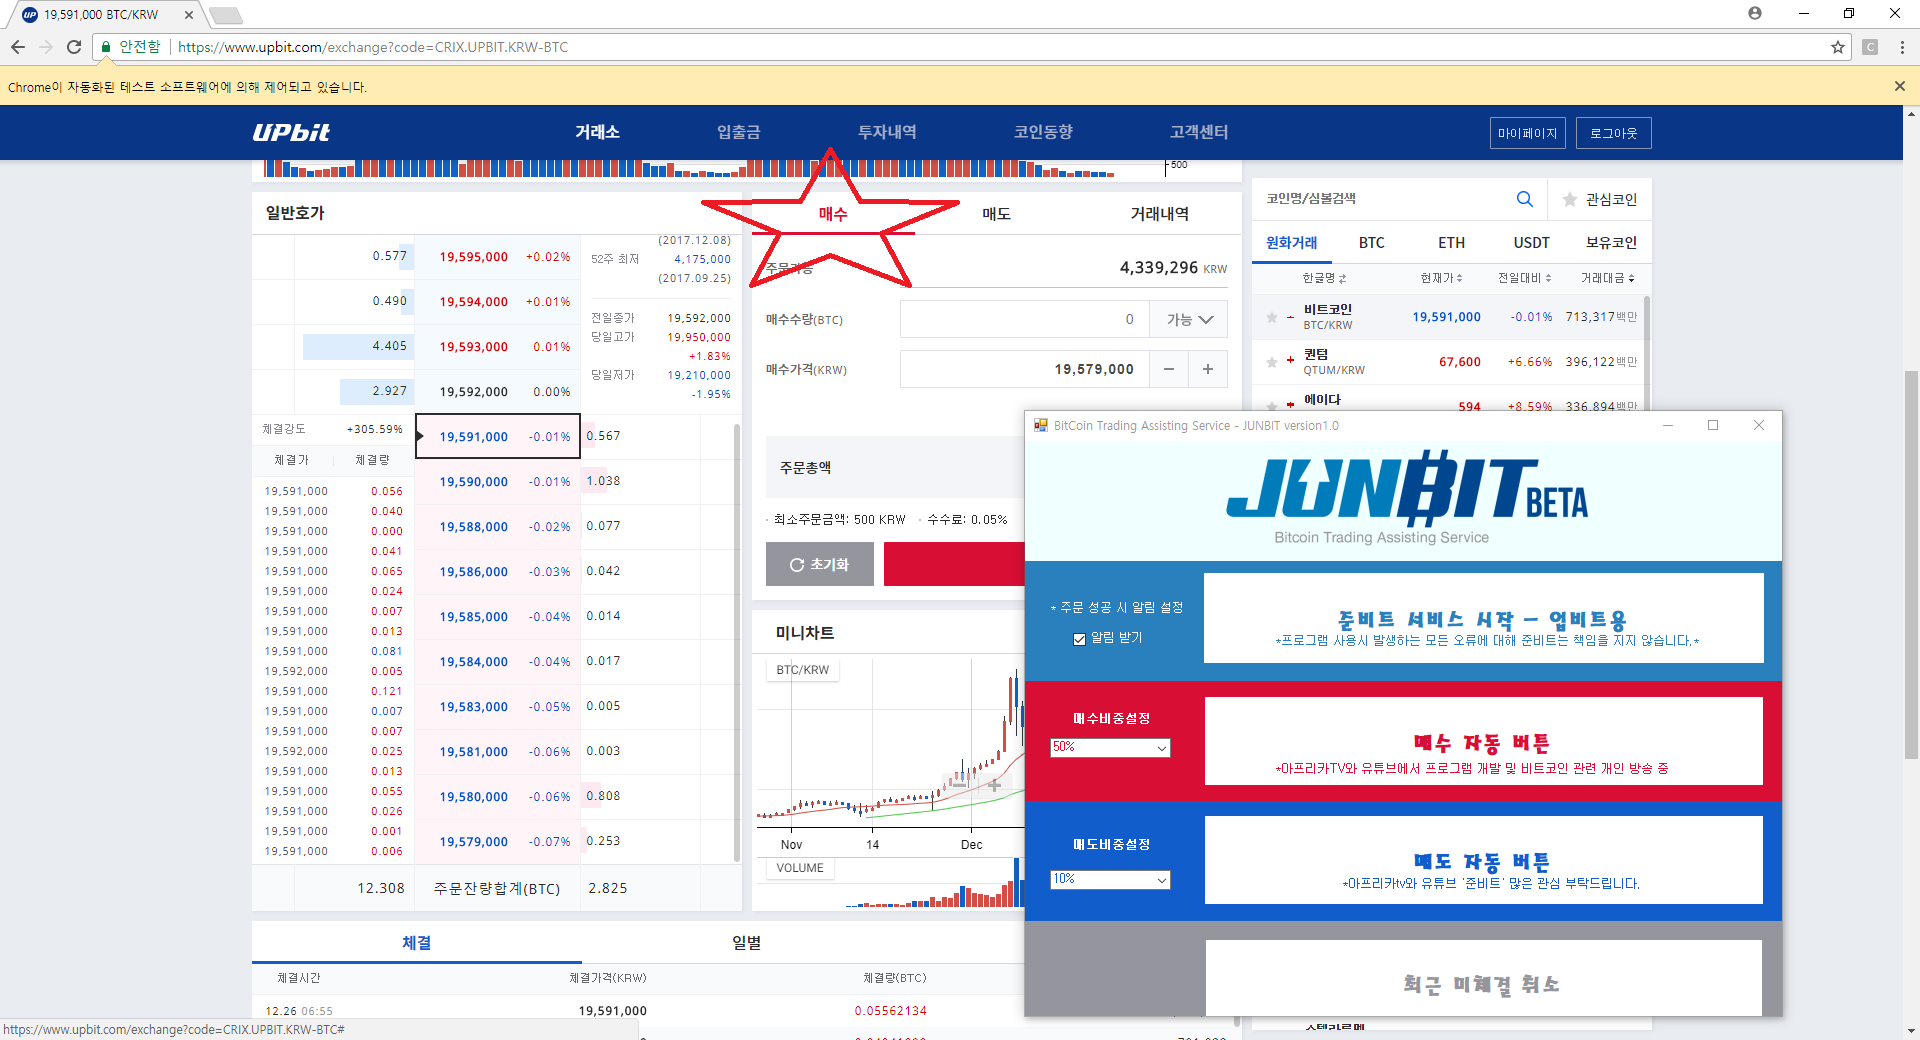 19,591,000 BTC/KRW
안전함
https://www.upbit.com/exchange?code=CRIX.UPBIT.KRW-BTC
Chrome이 자동화된 테스트 소프트웨어에 의해 제어되고 있습니다.
UPbit 거래소 입출금 투자내역 코인동향 고객센터 마이페이지 로그아웃
500
일반호가
0.577 19,595,000 +0.02%
0.490 19,594,000 +0.01%
4.405 19,593,000 0.01%
2.927 19,592,000 0.00%
(2017.12.08)
52주 최저 4,175,000
(2017.09.25)
전일종가 19,592,000
당일고가 19,950,000
+1.83%
당일저가 19,210,000
-1.95%
체결강도 +305.59%
체결가 체결량
19,591,000 0.056
19,591,000 0.040
19,591,000 0.000
19,591,000 0.041
19,591,000 0.065
19,591,000 0.024
19,591,000 0.007
19,591,000 0.013
19,591,000 0.081
19,592,000 0.005
19,591,000 0.121
19,591,000 0.007
19,591,000 0.007
19,592,000 0.025
19,591,000 0.013
19,591,000 0.055
19,591,000 0.026
19,591,000 0.001
19,591,000 0.006
19,591,000 -0.01% 0.567
19,590,000 -0.01% 1.038
19,588,000 -0.02% 0.077
19,586,000 -0.03% 0.042
19,585,000 -0.04% 0.014
19,584,000 -0.04% 0.017
19,583,000 -0.05% 0.005
19,581,000 -0.06% 0.003
19,580,000 -0.06% 0.808
19,579,000 -0.07% 0.253
12.308 주문잔량합계(BTC) 2.825
매수 매도 거래내역
주문가능 4,339,296 KRW
매수수량(BTC) 0 가능
매수가격(KRW) 19,579,000 − +
주문총액
· 최소주문금액: 500 KRW · 수수료: 0.05%
초기화
미니차트
BTC/KRW
Nov 14 Dec
VOLUME
체결 일별
체결시간 체결가격(KRW) 체결량(BTC)
12.26 06:55 19,591,000 0.05562134
https://www.upbit.com/exchange?code=CRIX.UPBIT.KRW-BTC#
코인명/심볼검색 관심코인
원화거래 BTC ETH USDT 보유코인
한글명 현재가 전일대비 거래대금
비트코인
BTC/KRW 19,591,000 -0.01% 713,317백만
퀀텀
QTUM/KRW 67,600 +6.66% 396,122백만
에이다 594 +8.59% 336,894백만
BitCoin Trading Assisting Service - JUNBIT version1.0
JUNBIT BETA
Bitcoin Trading Assisting Service
* 주문 성공 시 알림 설정
알림 받기
준비트 서비스 시작 - 업비트용
*프로그램 사용시 발생하는 모든 오류에 대해 준비트는 책임을 지지 않습니다.*
매수비중설정
50%
매수 자동 버튼
*아프리카TV와 유튜브에서 프로그램 개발 및 비트코인 관련 개인 방송 중
매도비중설정
10%
매도 자동 버튼
*아프리카tv와 유튜브 '준비트' 많은 관심 부탁드립니다.
최근 미체결 취소